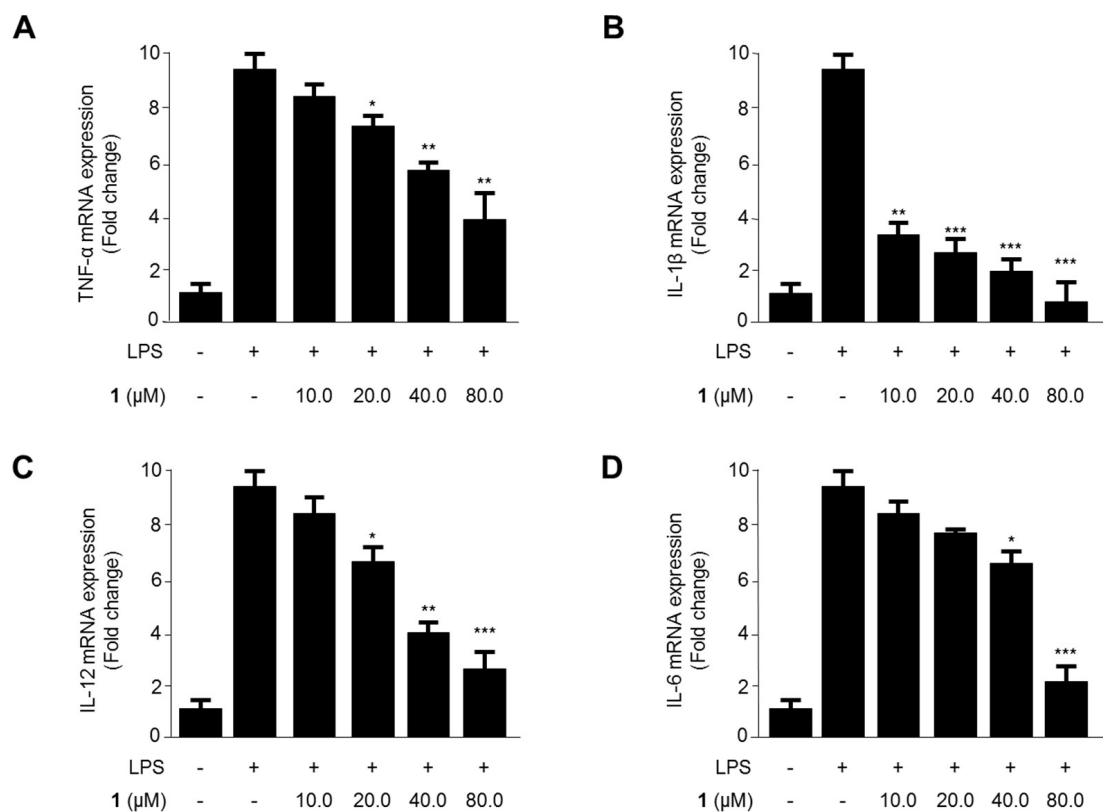 A
TNF-α mRNA expression
(Fold change)
10
8
6
4
2
0
*
**
**
LPS - + + + + +
1 (µM) - - 10.0 20.0 40.0 80.0
B
IL-1β mRNA expression
(Fold change)
10
8
6
4
2
0
**
***
***
***
LPS - + + + + +
1 (µM) - - 10.0 20.0 40.0 80.0
C
IL-12 mRNA expression
(Fold change)
10
8
6
4
2
0
*
**
***
LPS - + + + + +
1 (µM) - - 10.0 20.0 40.0 80.0
D
IL-6 mRNA expression
(Fold change)
10
8
6
4
2
0
*
***
LPS - + + + + +
1 (µM) - - 10.0 20.0 40.0 80.0